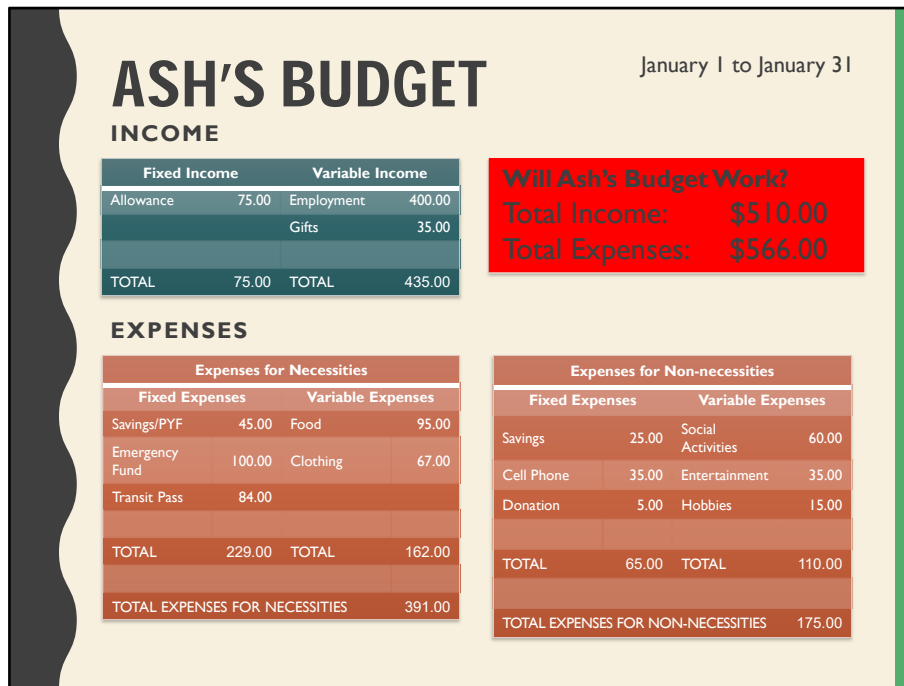 ASH'S BUDGET
January 1 to January 31
INCOME
Fixed Income Variable Income
Allowance 75.00 Employment 400.00
Gifts 35.00
TOTAL 75.00 TOTAL 435.00
Will Ash's Budget Work?
Total Income: $510.00
Total Expenses: $566.00
EXPENSES
Expenses for Necessities
Fixed Expenses Variable Expenses
Savings/PYF 45.00 Food 95.00
Emergency
Fund 100.00 Clothing 67.00
Transit Pass 84.00
TOTAL 229.00 TOTAL 162.00
TOTAL EXPENSES FOR NECESSITIES 391.00
Expenses for Non-necessities
Fixed Expenses Variable Expenses
Savings 25.00 Social
Activities 60.00
Cell Phone 35.00 Entertainment 35.00
Donation 5.00 Hobbies 15.00
TOTAL 65.00 TOTAL 110.00
TOTAL EXPENSES FOR NON-NECESSITIES 175.00